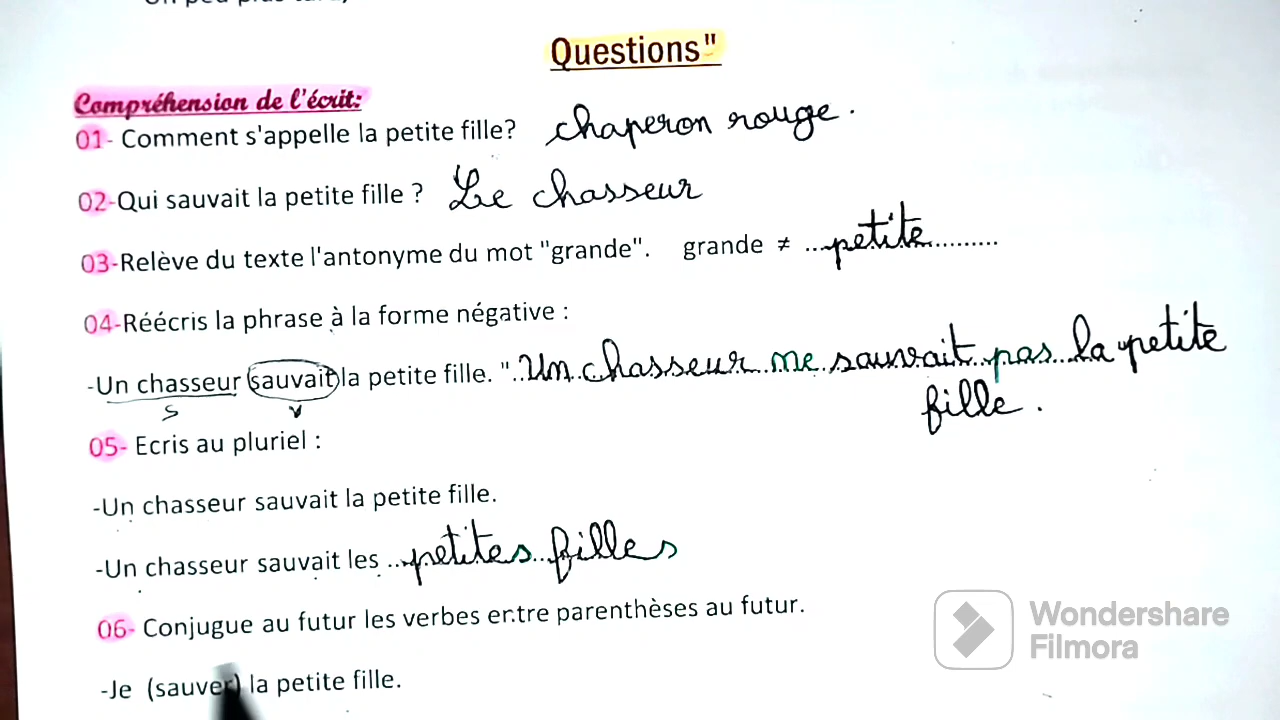 Questions"
Compréhension de l'écrit:
01- Comment s'appelle la petite fille? chaperon rouge.
02-Qui sauvait la petite fille ? Le chasseur
03-Relève du texte l'antonyme du mot "grande". grande ≠ ...petite..........
04-Réécris la phrase à la forme négative :
-Un chasseur sauvait la petite fille. "..Un chasseur ne sauvait pas la petite
fille.
S V
05- Ecris au pluriel :
-Un chasseur sauvait la petite fille.
-Un chasseur sauvait les ...petites filles
06- Conjugue au futur les verbes entre parenthèses au futur.
-Je (sauver) la petite fille.
Wondershare
Filmora